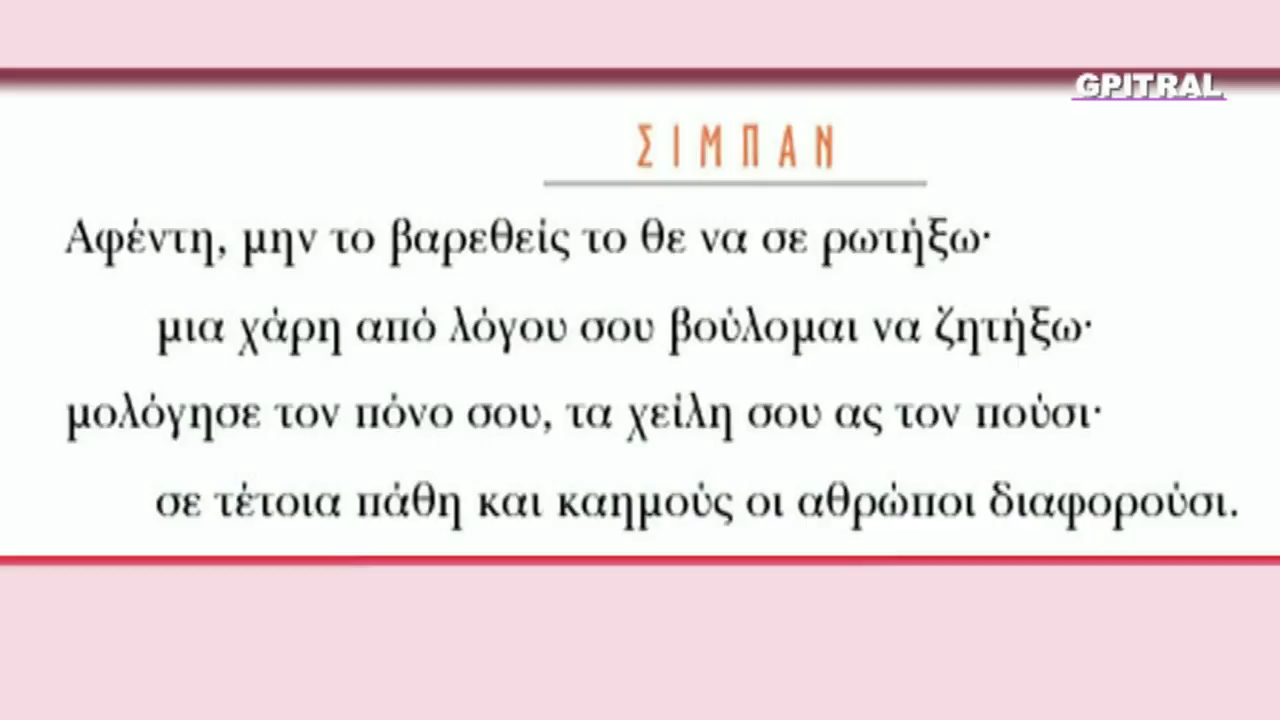 GPITRAL
ΣΙΜΠΑΝ
Αφέντη, μην το βαρεθείς το θε να σε ρωτήξω·
μια χάρη από λόγου σου βούλομαι να ζητήξω·
μολόγησε τον πόνο σου, τα χείλη σου ας τον πούσι·
σε τέτοια πάθη και καημούς οι αθρώποι διαφορούσι.